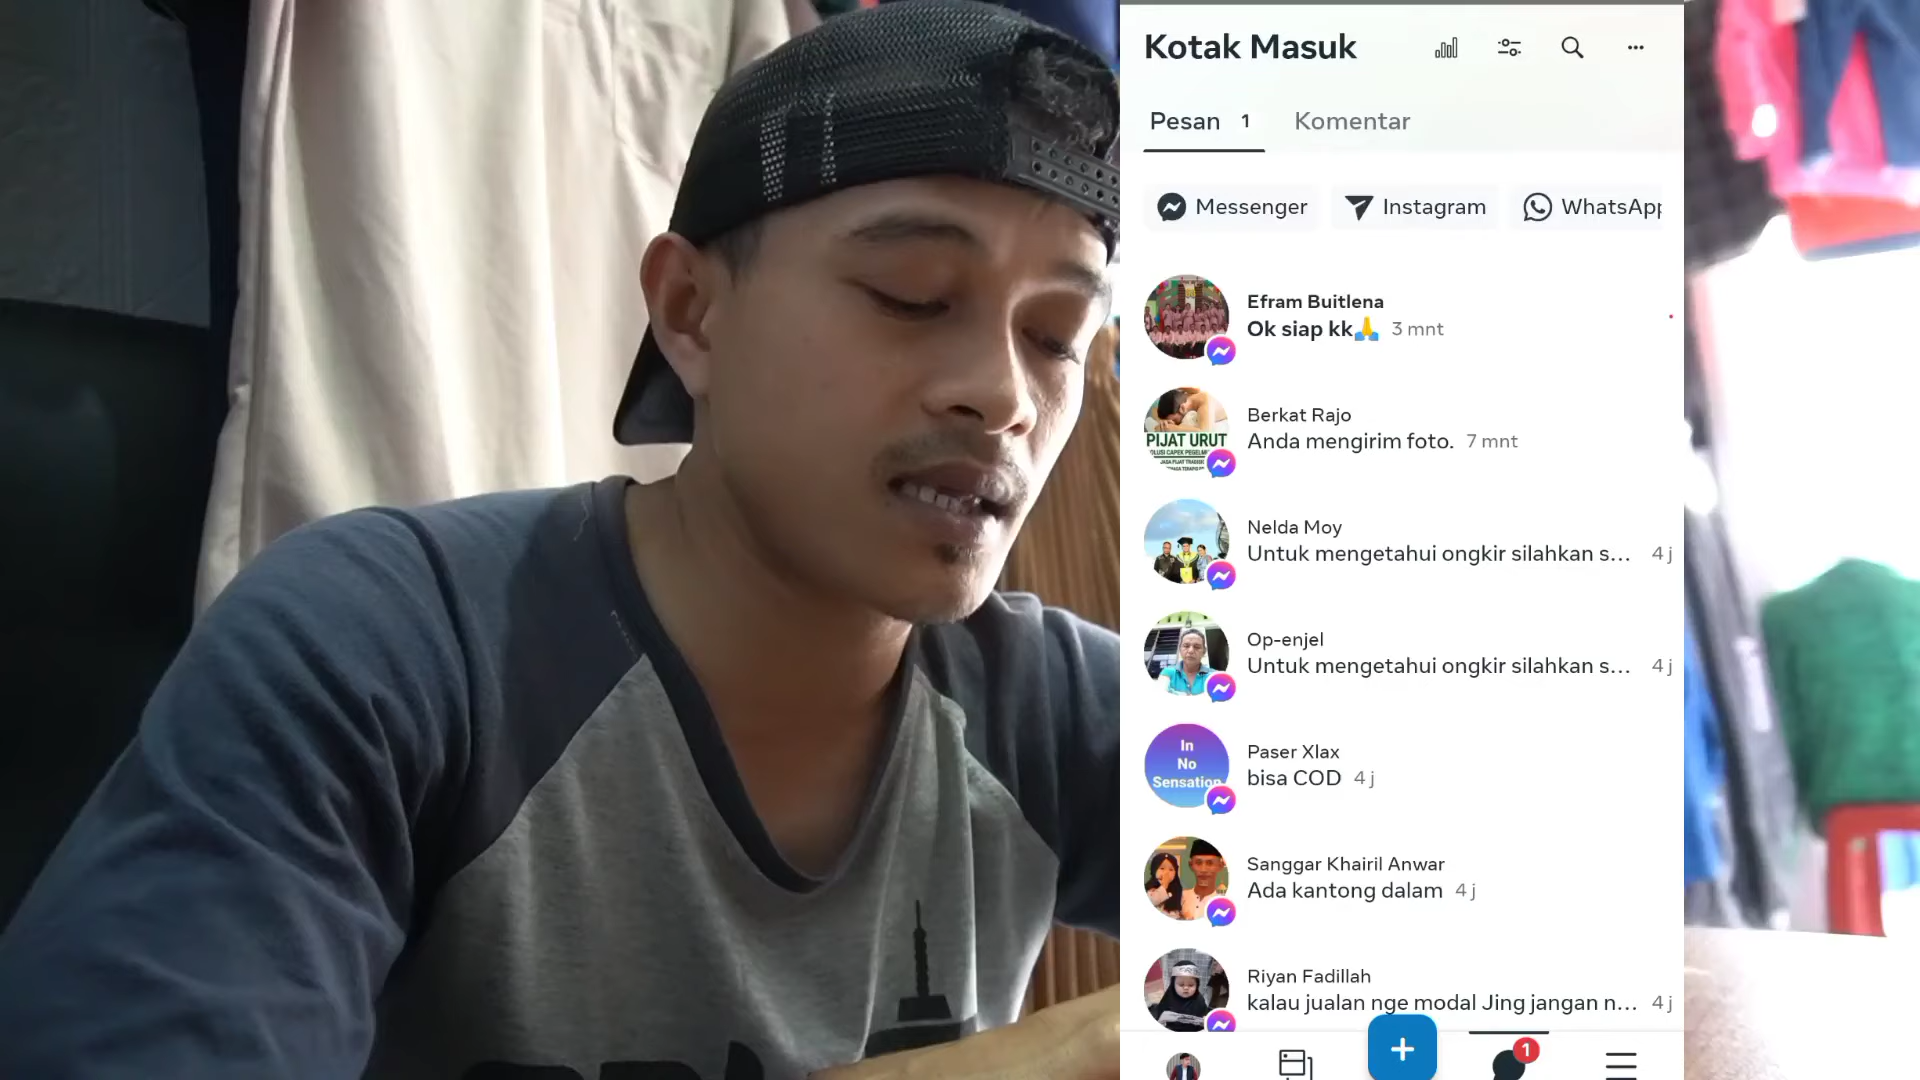 Kotak Masuk
Pesan 1 Komentar
Messenger Instagram WhatsApp
Efram Buitlena
Ok siap kk🙏 3 mnt
Berkat Rajo
Anda mengirim foto. 7 mnt
PIJAT URUT
Nelda Moy
Untuk mengetahui ongkir silahkan s... 4 j
Op-enjel
Untuk mengetahui ongkir silahkan s... 4 j
Paser Xlax
bisa COD 4 j
In
No
Sensation
Sanggar Khairil Anwar
Ada kantong dalam 4 j
Riyan Fadillah
kalau jualan nge modal Jing jangan n... 4 j
1